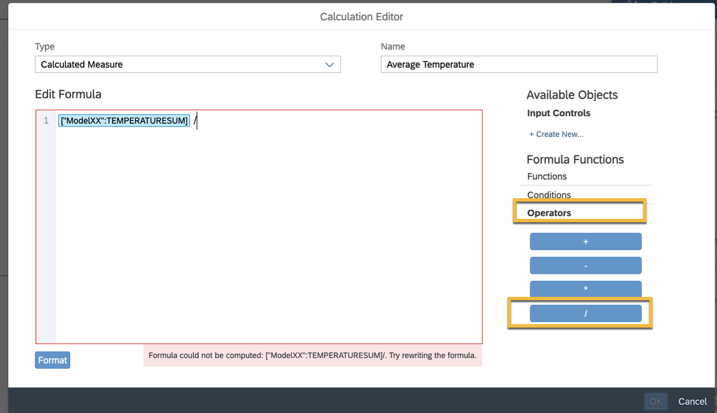 Calculation Editor
Type
Name
Calculated Measure
Average Temperature
Edit Formula
Available Objects
1 ["ModelXX":TEMPERATURESUM] /
Input Controls
+ Create New...
Formula Functions
Functions
Conditions
Operators
+
-
*
/
Formula could not be computed: ["ModelXX":TEMPERATURESUM]/. Try rewriting the formula.
Format
OK
Cancel